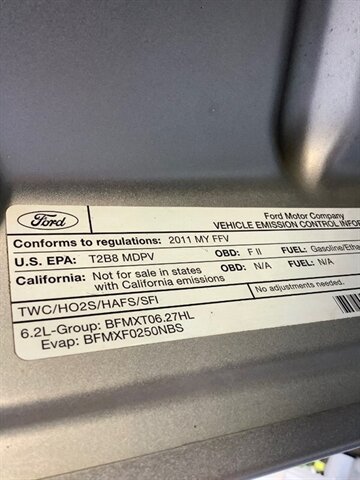 Ford
Ford Motor Company
VEHICLE EMISSION CONTROL
Conforms to regulations: 2011 MY FFV
U.S. EPA: T2B8 MDPV OBD: F II FUEL: Gasoline/
California: Not for sale in states with California emissions OBD: N/A FUEL: N/A
TWC/HO2S/HAFS/SFI
No adjustments needed.
6.2L-Group: BFMXT06.27HL
Evap: BFMXF0250NBS